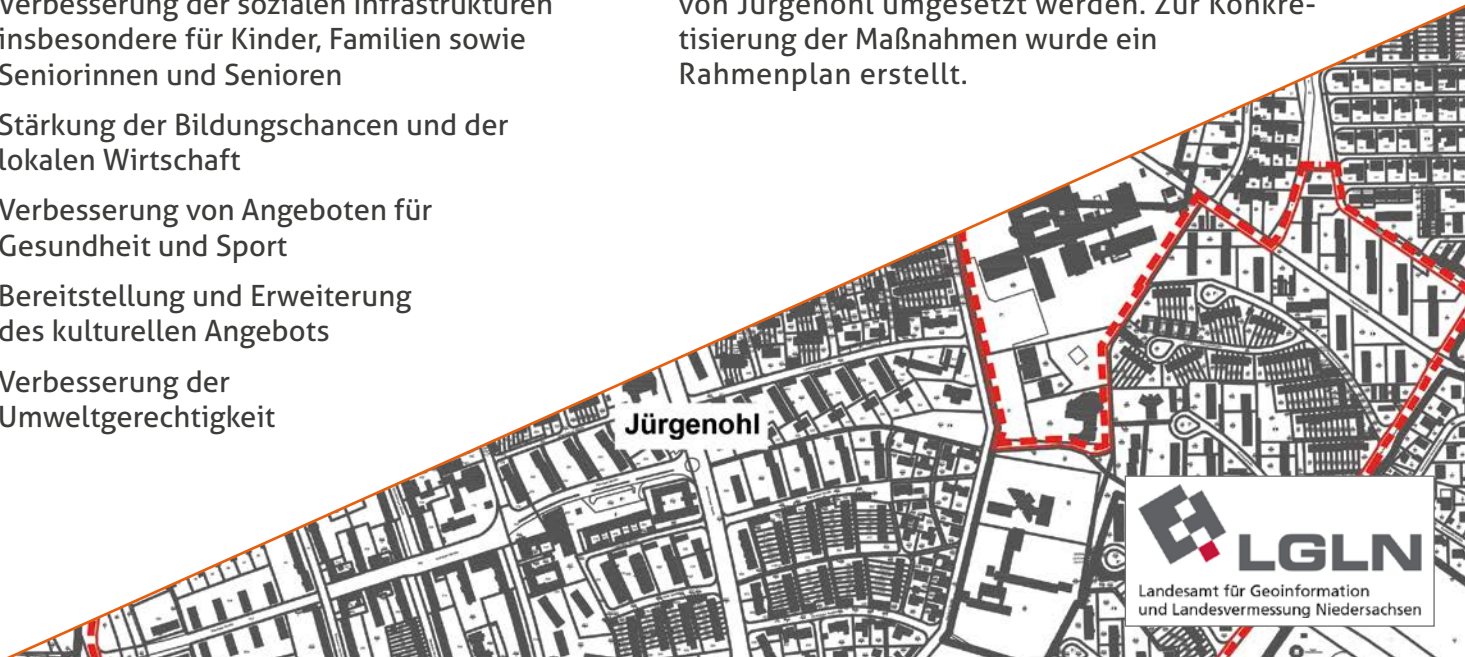 Verbesserung der sozialen Infrastrukturen
insbesondere für Kinder, Familien sowie
Seniorinnen und Senioren
Stärkung der Bildungschancen und der
lokalen Wirtschaft
Verbesserung von Angeboten für
Gesundheit und Sport
Bereitstellung und Erweiterung
des kulturellen Angebots
Verbesserung der
Umweltgerechtigkeit
von Jürgenohl umgesetzt werden. Zur Konkre-
tisierung der Maßnahmen wurde ein
Rahmenplan erstellt.
Jürgenohl
LGLN
Landesamt für Geoinformation
und Landesvermessung Niedersachsen